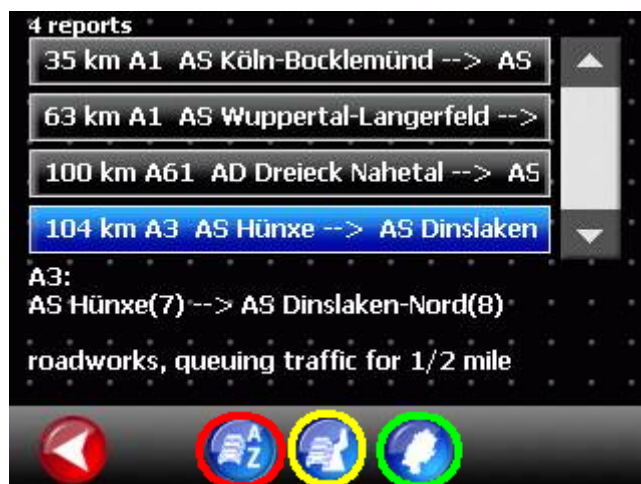 4 reports
35 km A1 AS Köln-Bocklemünd --> AS
63 km A1 AS Wuppertal-Langerfeld -->
100 km A61 AD Dreieck Nahetal --> AS
104 km A3 AS Hünxe --> AS Dinslaken
A3:
AS Hünxe(7) --> AS Dinslaken-Nord(8)
roadworks, queuing traffic for 1/2 mile
A
Z